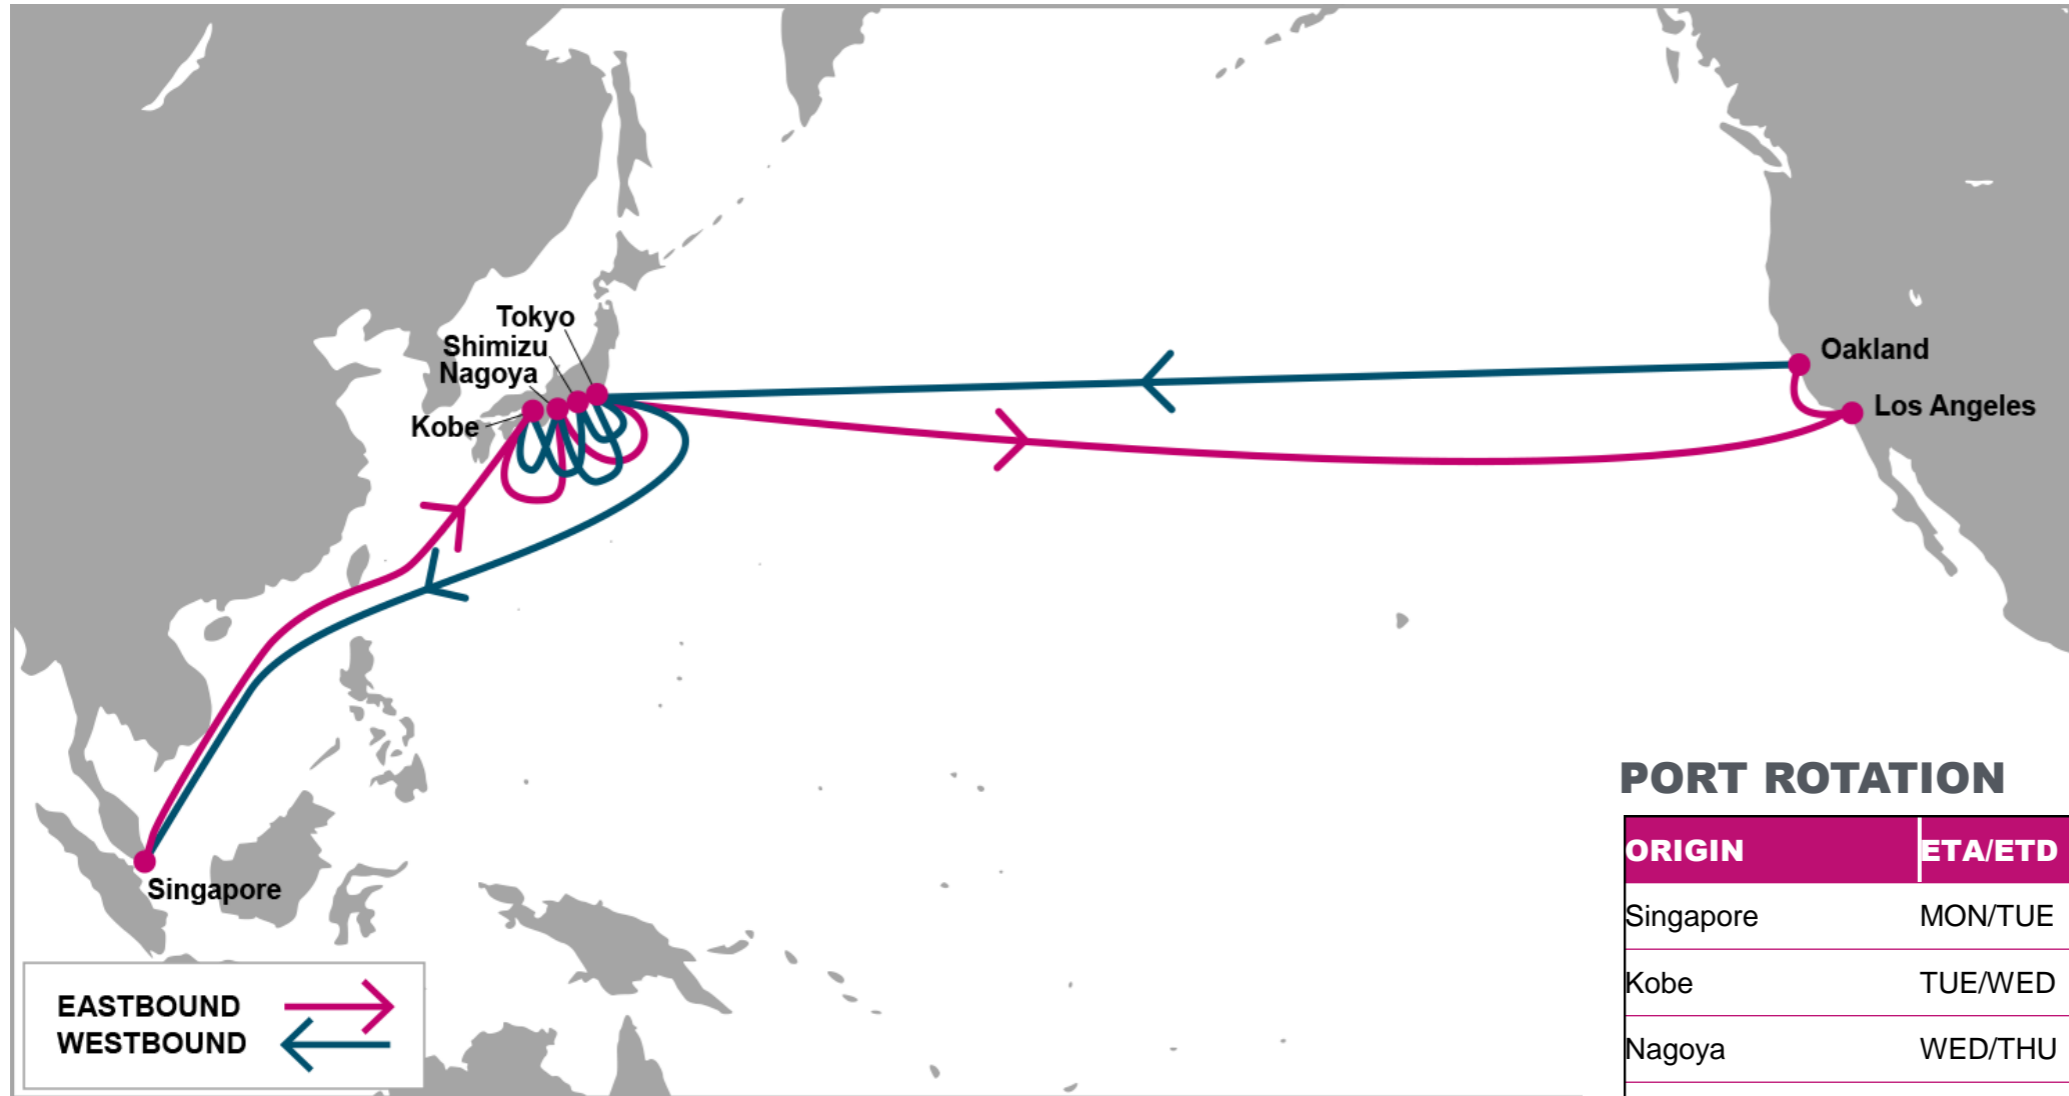 Tokyo
Shimizu
Nagoya
Kobe
Oakland
Los Angeles
Singapore
EASTBOUND
WESTBOUND
PORT ROTATION
ORIGIN ETA/ETD
Singapore MON/TUE
Kobe TUE/WED
Nagoya WED/THU